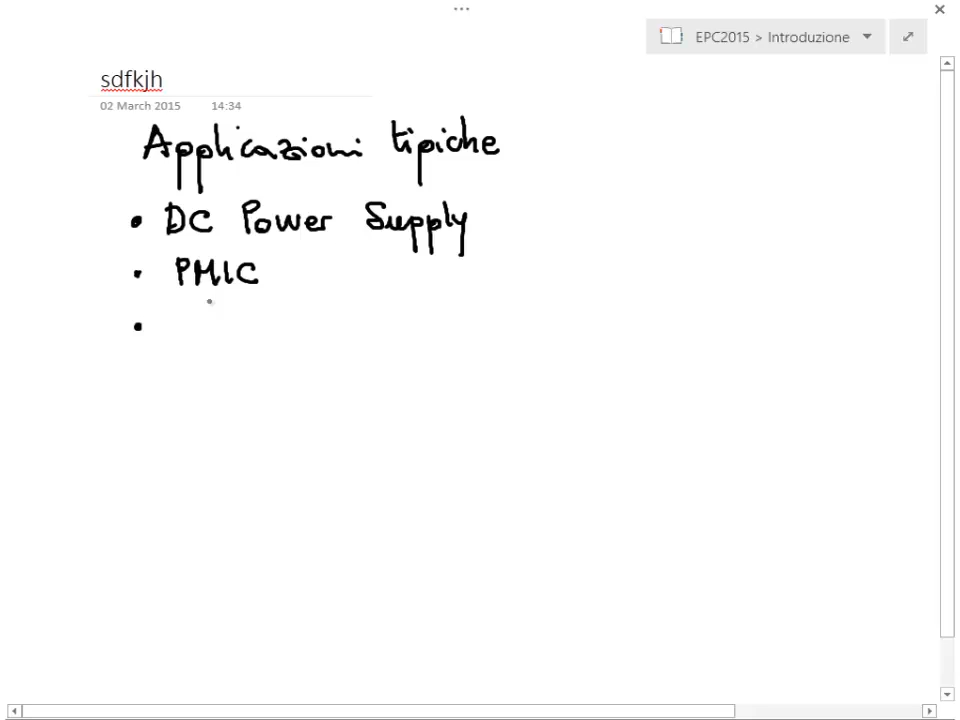 EPC2015 > Introduzione
sdfkjh
02 March 2015 14:34
Applicazioni tipiche
• DC Power Supply
• PMIC
•